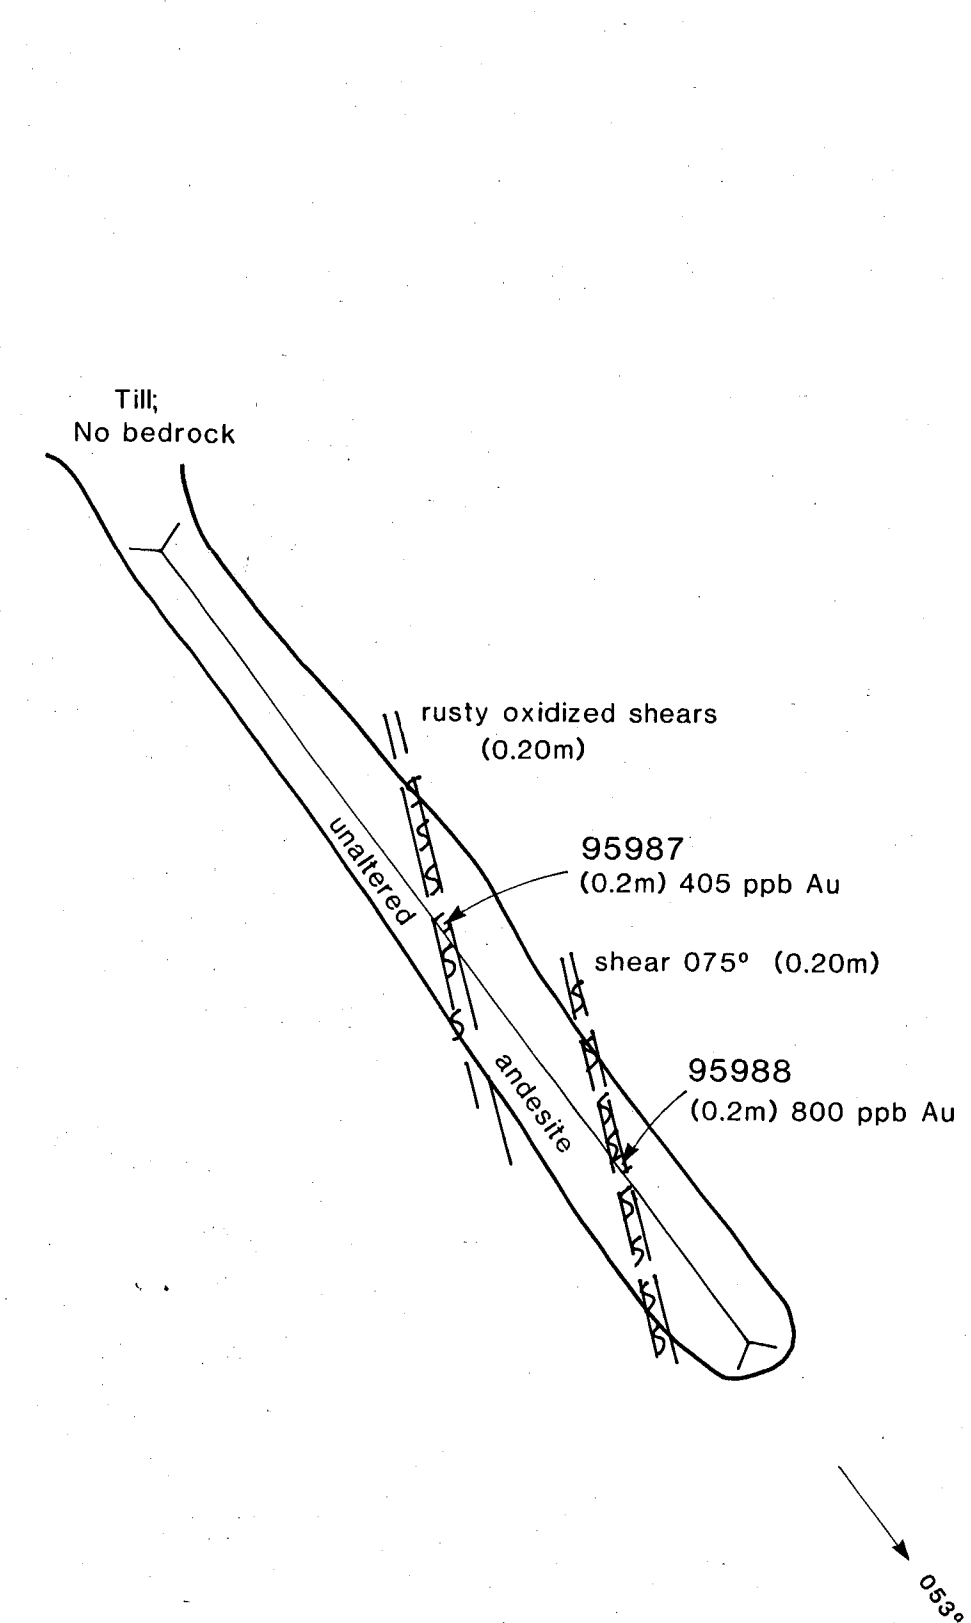 Till;
No bedrock
rusty oxidized shears
(0.20m)
unaltered
95987
(0.2m) 405 ppb Au
shear 075° (0.20m)
andesite
95988
(0.2m) 800 ppb Au
053°